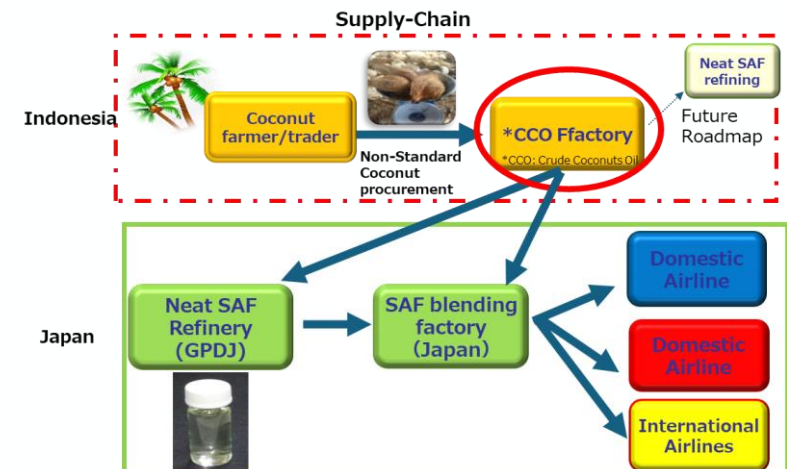 Supply-Chain
Indonesia
Coconut
farmer/trader
Non-Standard
Coconut
procurement
*CCO Ffactory
*CCO: Crude Coconuts Oil
Neat SAF
refining
Future
Roadmap
Japan
Neat SAF
Refinery
(GPDJ)
SAF blending
factory
(Japan)
Domestic
Airline
Domestic
Airline
International
Airlines